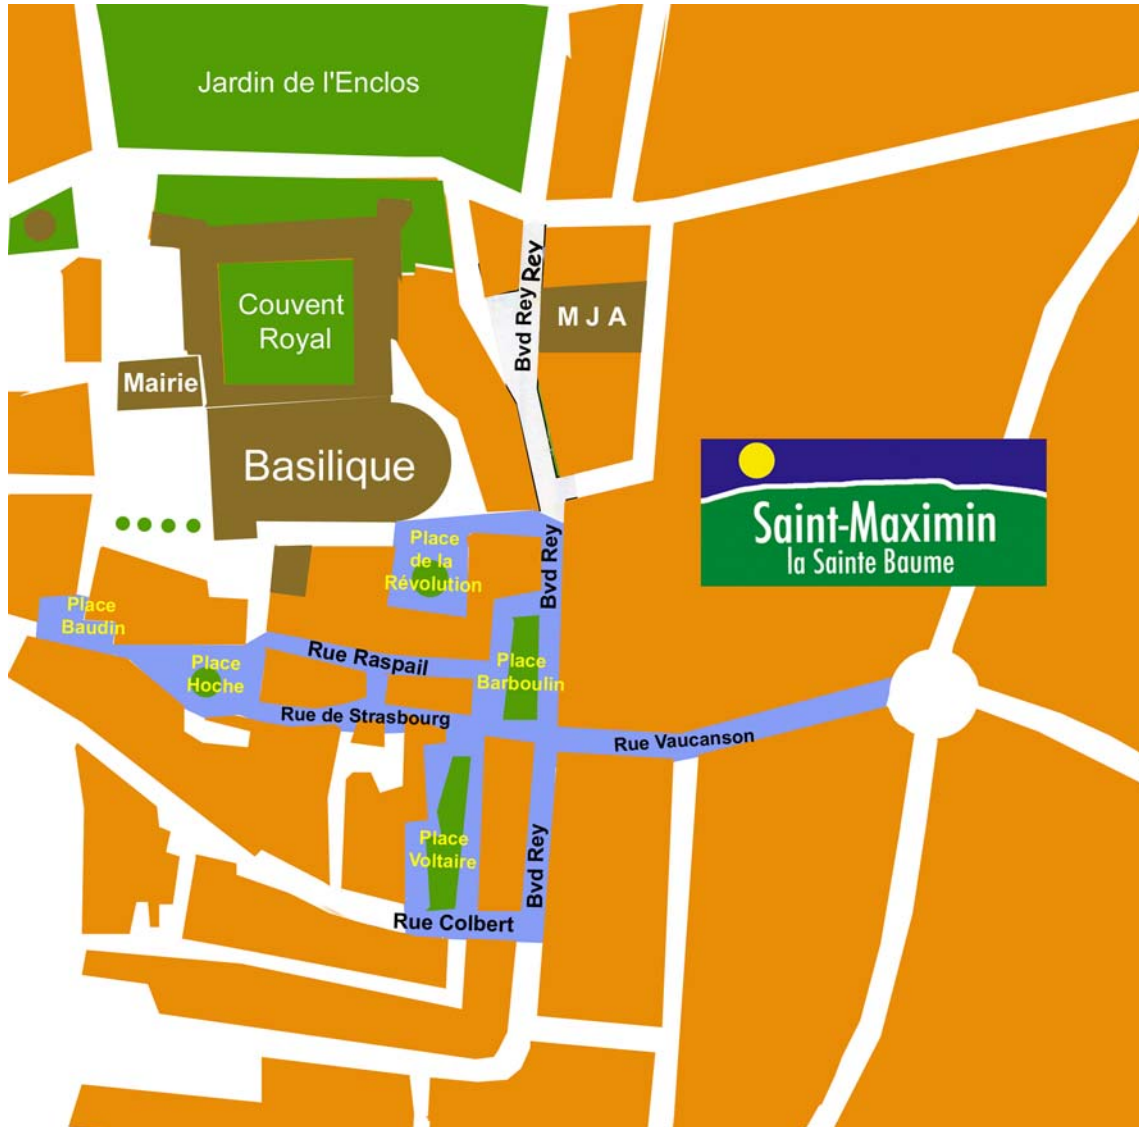 Jardin de l'Enclos
Couvent
Royal
Bvd Rey Rey
M J A
Mairie
Basilique
Saint-Maximin
la Sainte Baume
Place
de la
Révolution
Bvd Rey
Place
Baudin
Place
Hoche
Rue Raspail
Place
Barboulin
Rue de Strasbourg
Rue Vaucanson
Place
Voltaire
Bvd Rey
Rue Colbert